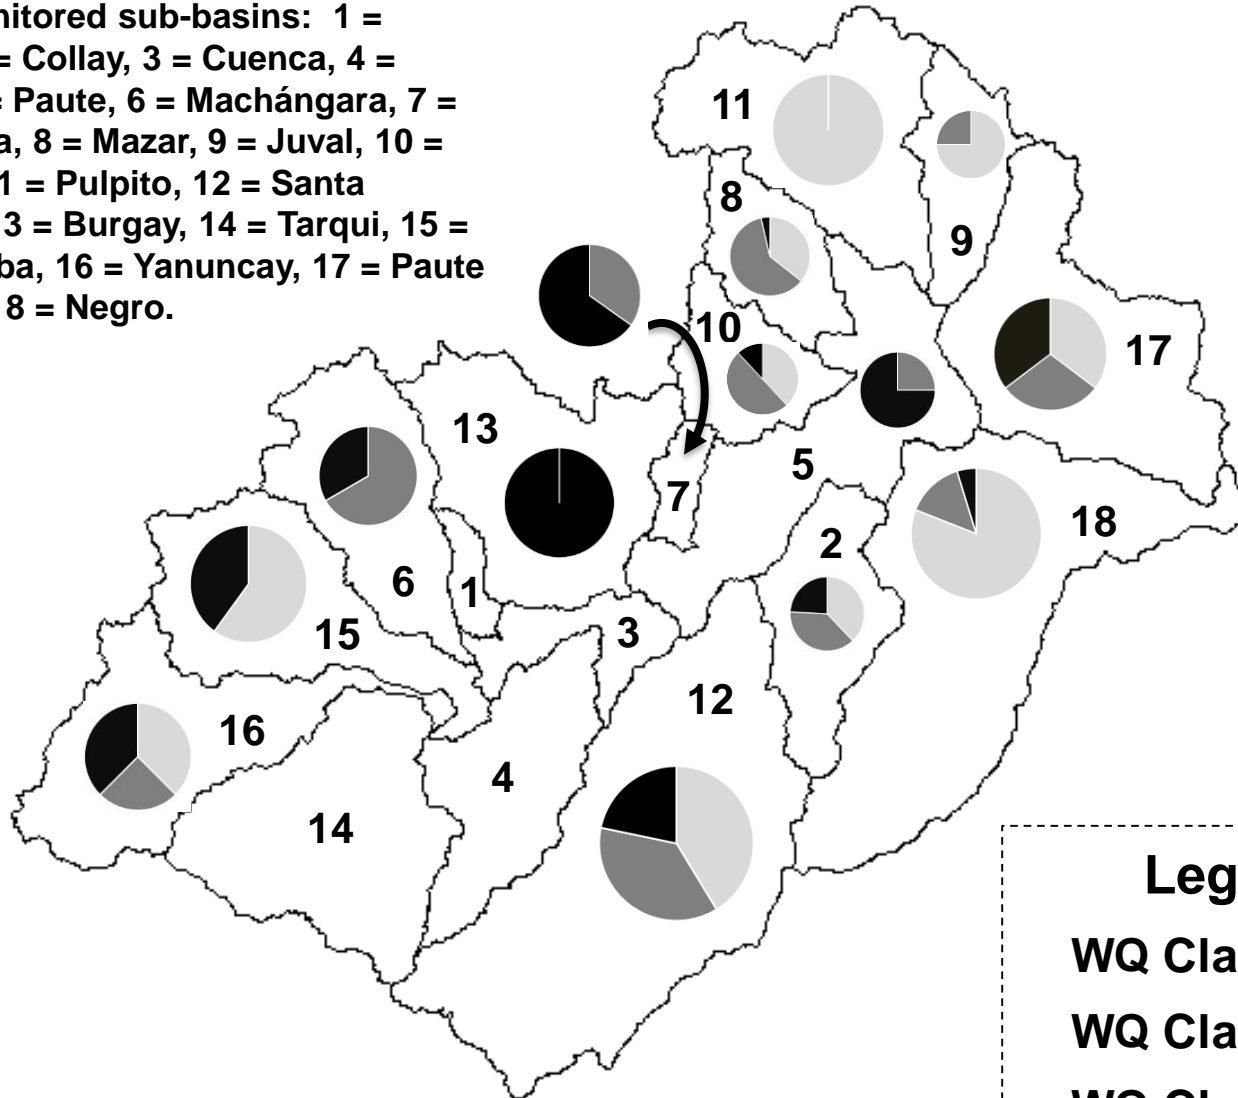 nitored sub-basins: 1 =
= Collay, 3 = Cuenca, 4 =
= Paute, 6 = Machángara, 7 =
a, 8 = Mazar, 9 = Juval, 10 =
1 = Pulpito, 12 = Santa
3 = Burgay, 14 = Tarqui, 15 =
ba, 16 = Yanuncay, 17 = Paute
8 = Negro.
11
8
9
10
17
13
5
7
18
2
6
1
15
3
12
16
4
14
Leg
WQ Cla
WQ Cla